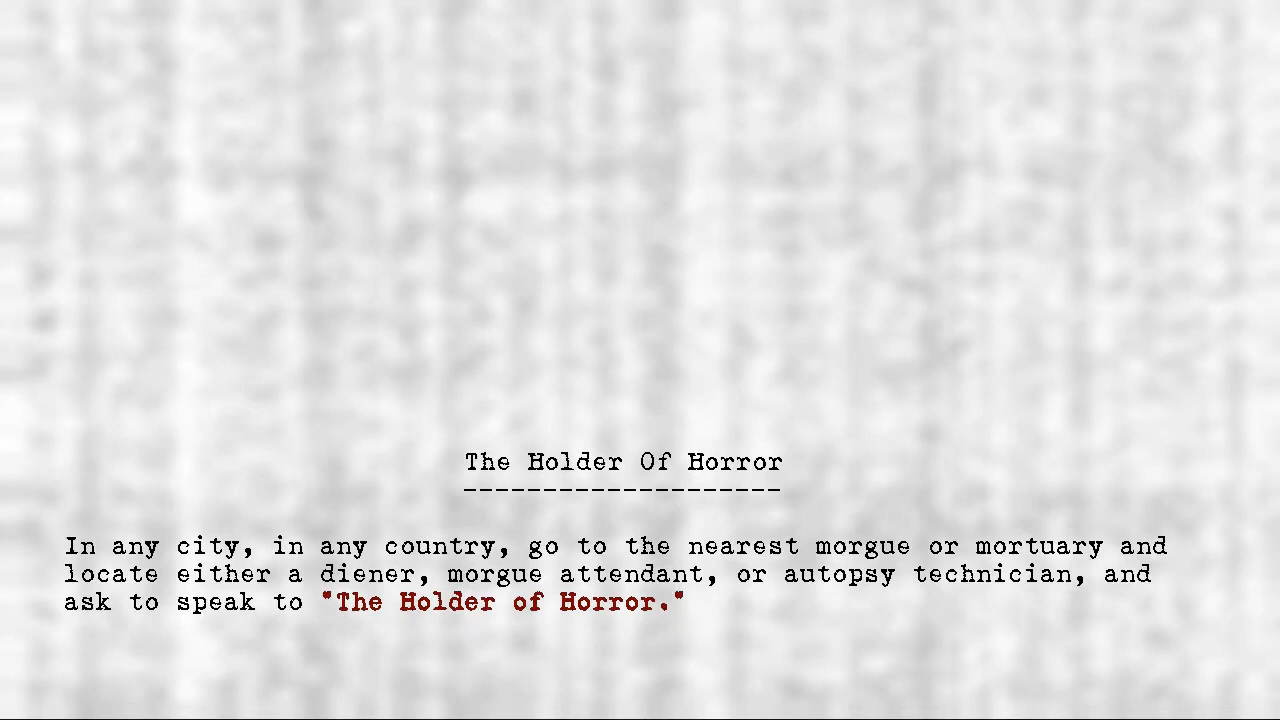 The Holder Of Horror
--------------------
In any city, in any country, go to the nearest morgue or mortuary and
locate either a diener, morgue attendant, or autopsy technician, and
ask to speak to "The Holder of Horror."